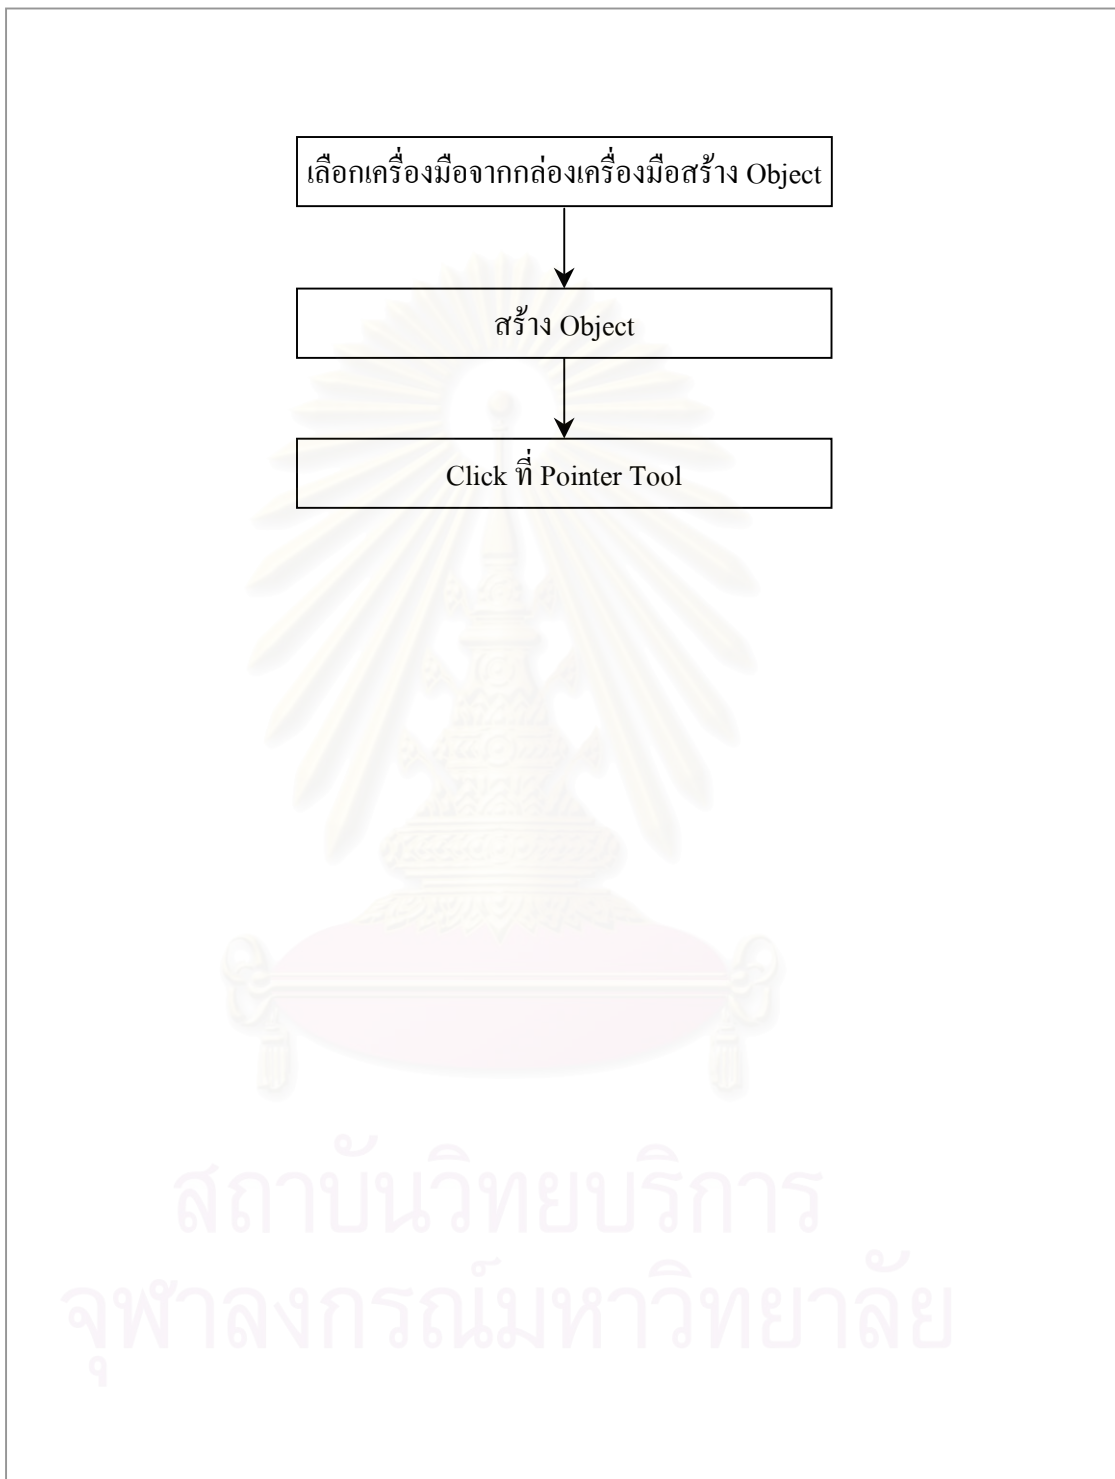 เลือกเครื่องมือจากกล่องเครื่องมือสร้าง Object
สร้าง Object
Click ที่ Pointer Tool
สถาบันวิทยบริการ
จุฬาลงกรณ์มหาวิทยาลัย